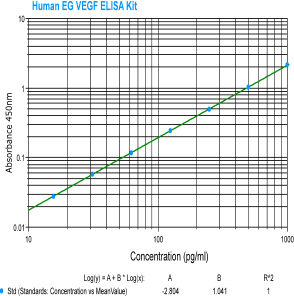 Human EG VEGF ELISA Kit
10
1
0.1
0.01
Absorbance 450nm
10
100
1000
Concentration (pg/ml)
Log(y) = A + B * Log(x): A B R^2
Std (Standards: Concentration vs MeanValue) -2.804 1.041 1